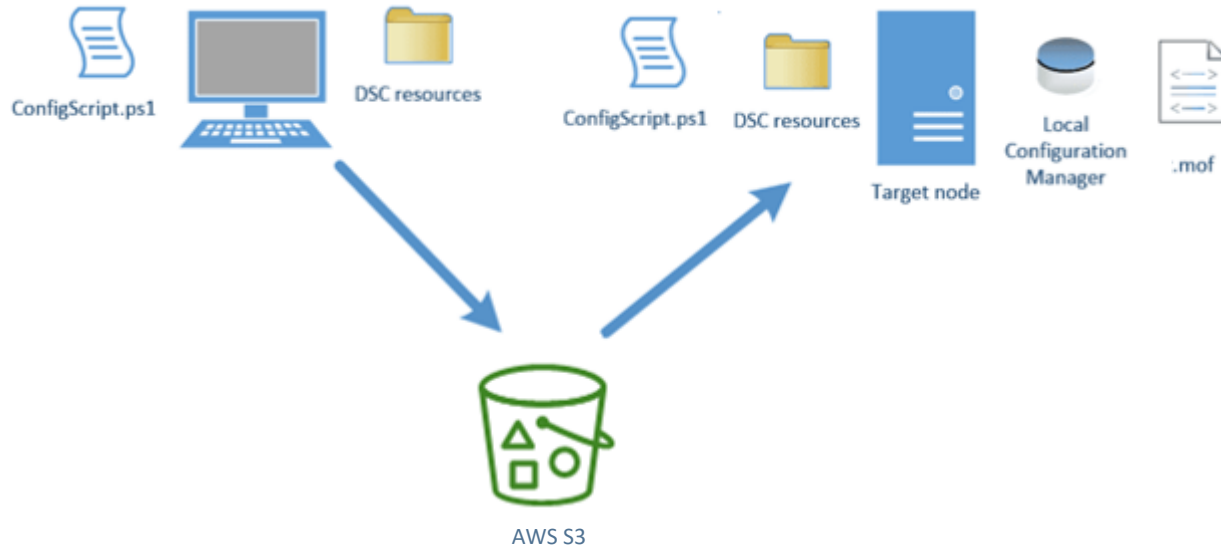 ConfigScript.ps1
DSC resources
ConfigScript.ps1
DSC resources
Target node
Local
Configuration
Manager
.mof
AWS S3